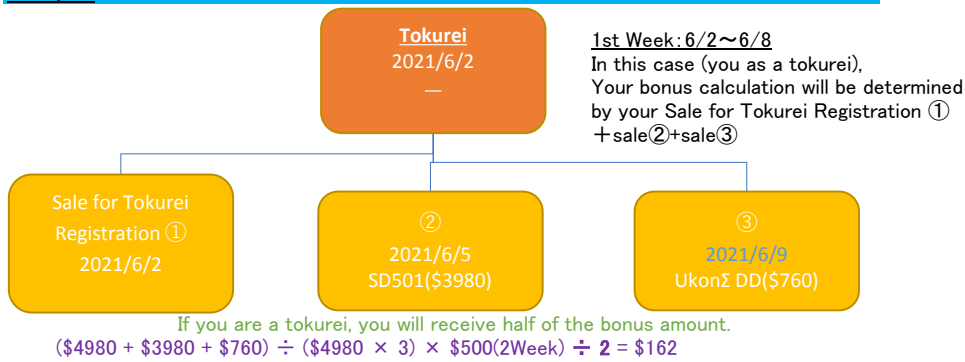 Tokurei
2021/6/2
—
1st Week：6/2～6/8
In this case (you as a tokurei),
Your bonus calculation will be determined
by your Sale for Tokurei Registration ①
＋sale②+sale③
Sale for Tokurei
Registration ①
2021/6/2
②
2021/6/5
SD501($3980)
③
2021/6/9
UkonΣ DD($760)
If you are a tokurei, you will receive half of the bonus amount.
($4980 + $3980 + $760) ÷ ($4980 × 3) × $500(2Week) ÷ 2 = $162